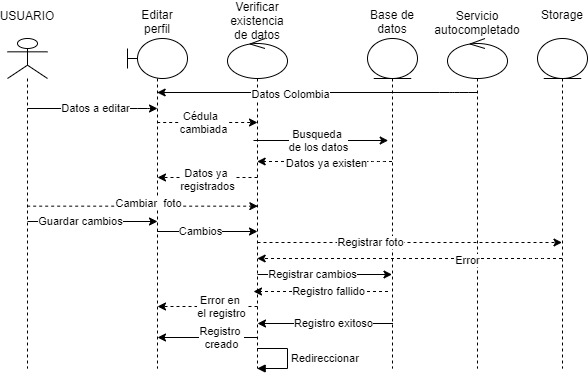 USUARIO
Editar
perfil
Verificar
existencia
de datos
Base de
datos
Servicio
autocompletado
Storage
Datos Colombia
Datos a editar
Cédula
cambiada
Busqueda
de los datos
Datos ya existen
Datos ya
registrados
Cambiar foto
Guardar cambios
Cambios
Registrar foto
Error
Registrar cambios
Registro fallido
Error en
el registro
Registro exitoso
Registro
creado
Redireccionar